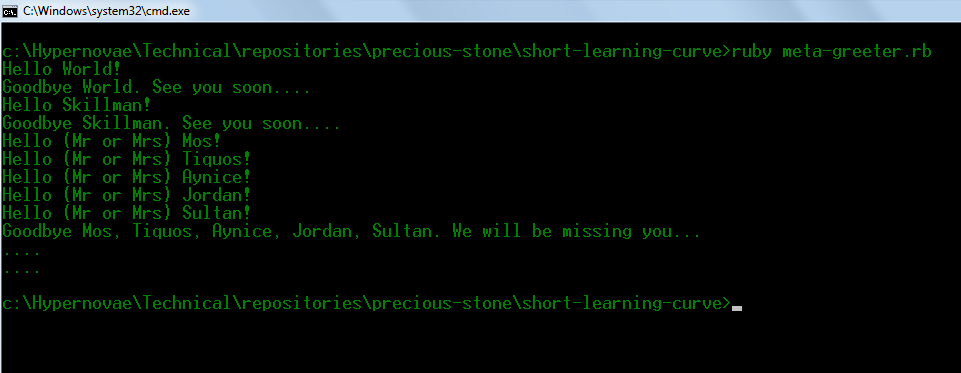 C:\Windows\system32\cmd.exe
c:\Hypernovae\Technical\repositories\precious-stone\short-learning-curve>ruby meta-greeter.rb
Hello World!
Goodbye World. See you soon....
Hello Skillman!
Goodbye Skillman. See you soon....
Hello (Mr or Mrs) Mos!
Hello (Mr or Mrs) Tiquos!
Hello (Mr or Mrs) Aynice!
Hello (Mr or Mrs) Jordan!
Hello (Mr or Mrs) Sultan!
Goodbye Mos, Tiquos, Aynice, Jordan, Sultan. We will be missing you...
....
....
c:\Hypernovae\Technical\repositories\precious-stone\short-learning-curve>